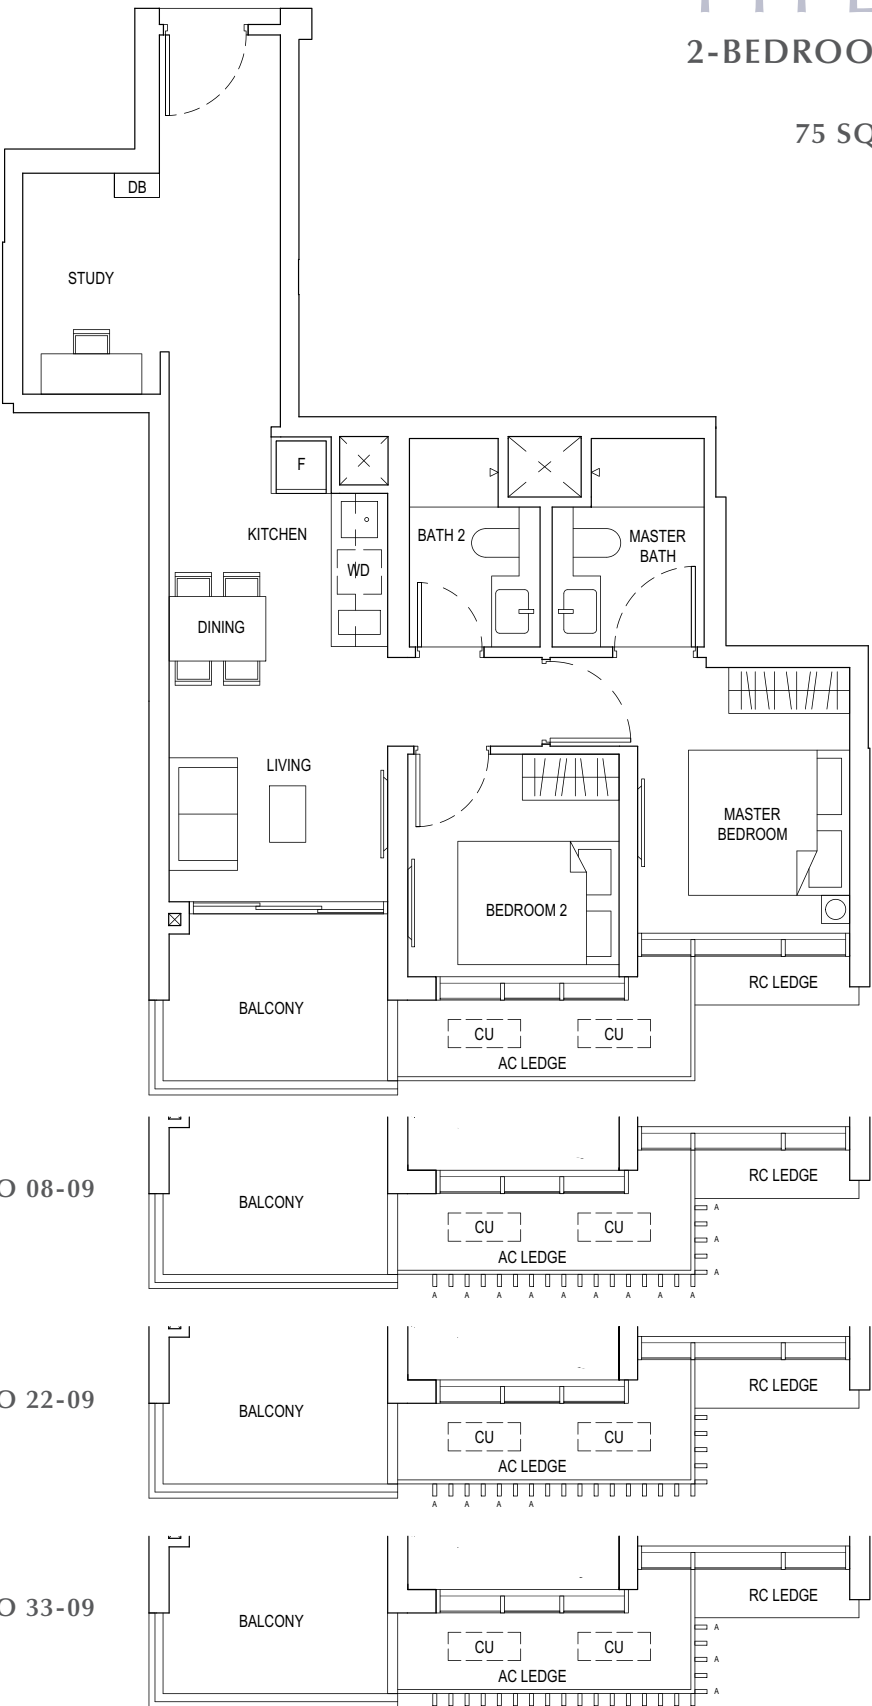 2-BEDROO
75 SQ
DB
STUDY
F
KITCHEN
BATH 2
MASTER
BATH
WD
DINING
LIVING
MASTER
BEDROOM
BEDROOM 2
RC LEDGE
BALCONY
CU
CU
AC LEDGE
O 08-09
BALCONY
RC LEDGE
CU
CU
AC LEDGE
A
A
A
A A A A A A A A A
O 22-09
BALCONY
RC LEDGE
CU
CU
AC LEDGE
A A A A
O 33-09
BALCONY
RC LEDGE
CU
CU
AC LEDGE
A
A
A